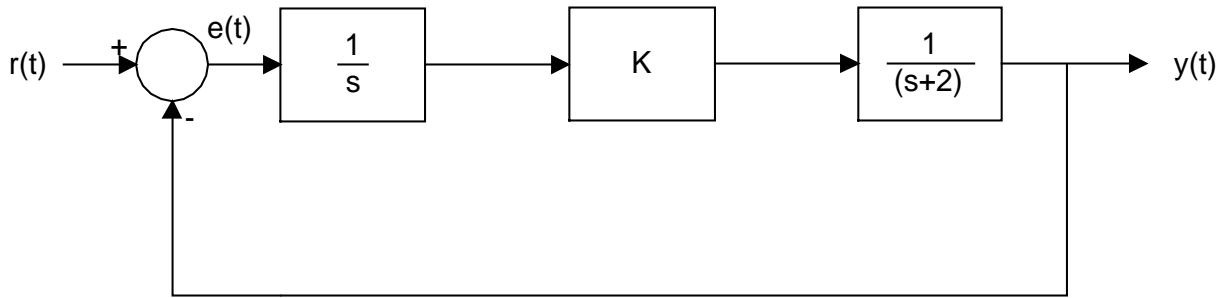 r(t)
+
-
e(t)
1
s
K
1
(s+2)
y(t)